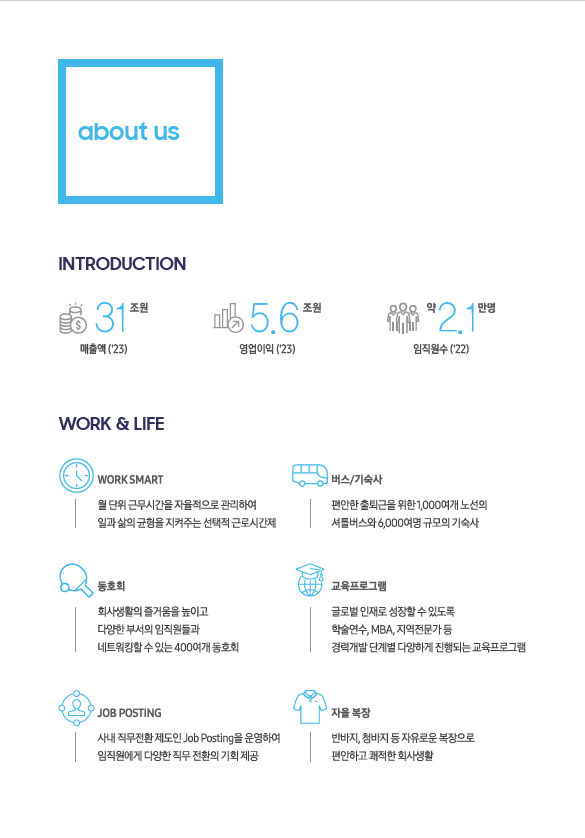 about us
INTRODUCTION
31 조원
매출액 ('23)
5.6 조원
영업이익 ('23)
약 2.1 만명
임직원수 ('22)
WORK & LIFE
WORK SMART
월 단위 근무시간을 자율적으로 관리하여
일과 삶의 균형을 지켜주는 선택적 근로시간제
버스/기숙사
편안한 출퇴근을 위한 1,000여개 노선의
셔틀버스와 6,000여명 규모의 기숙사
동호회
회사생활의 즐거움을 높이고
다양한 부서의 임직원들과
네트워킹할 수 있는 400여개 동호회
교육프로그램
글로벌 인재로 성장할 수 있도록
학술연수, MBA, 지역전문가 등
경력개발 단계별 다양하게 진행되는 교육프로그램
JOB POSTING
사내 직무전환 제도인 Job Posting을 운영하여
임직원에게 다양한 직무 전환의 기회 제공
자율 복장
반바지, 청바지 등 자유로운 복장으로
편안하고 쾌적한 회사생활